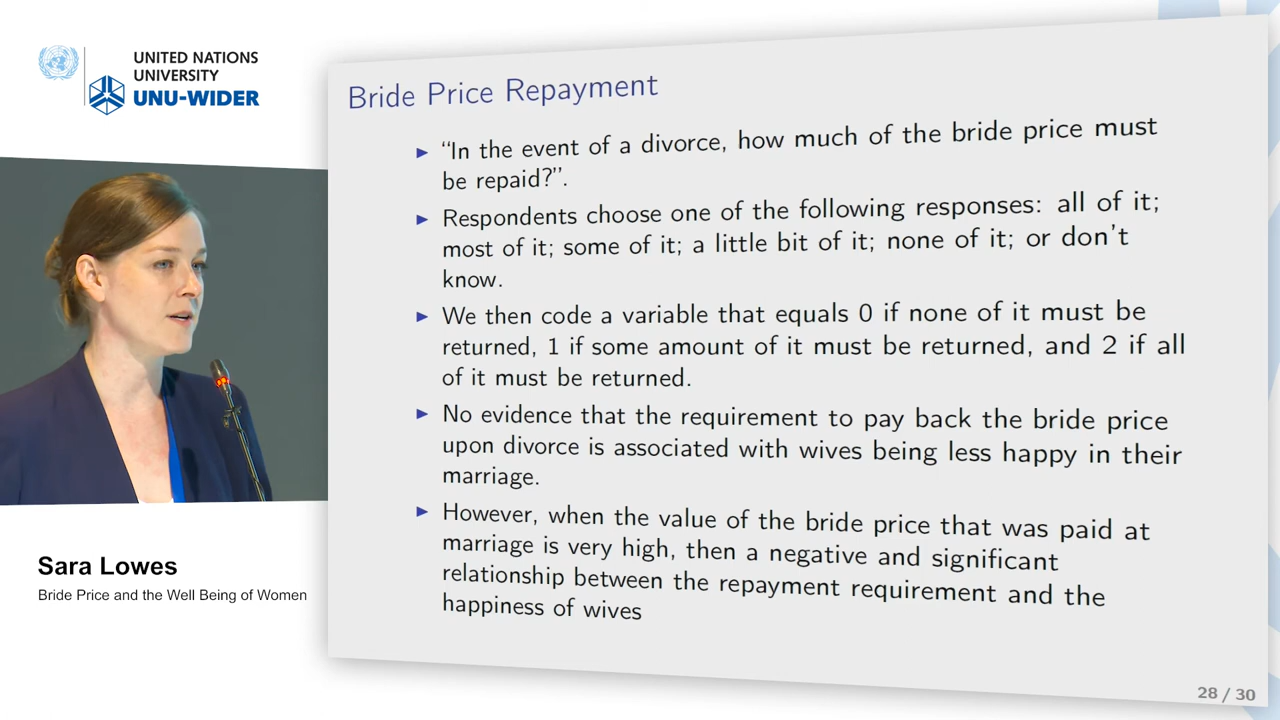 UNITED NATIONS
UNIVERSITY
UNU-WIDER
Bride Price Repayment
“In the event of a divorce, how much of the bride price must
be repaid?”.
Respondents choose one of the following responses: all of it;
most of it; some of it; a little bit of it; none of it; or don't
know.
We then code a variable that equals 0 if none of it must be
returned, 1 if some amount of it must be returned, and 2 if all
of it must be returned.
No evidence that the requirement to pay back the bride price
upon divorce is associated with wives being less happy in their
marriage.
However, when the value of the bride price that was paid at
marriage is very high, then a negative and significant
relationship between the repayment requirement and the
happiness of wives
28 / 30
Sara Lowes
Bride Price and the Well Being of Women